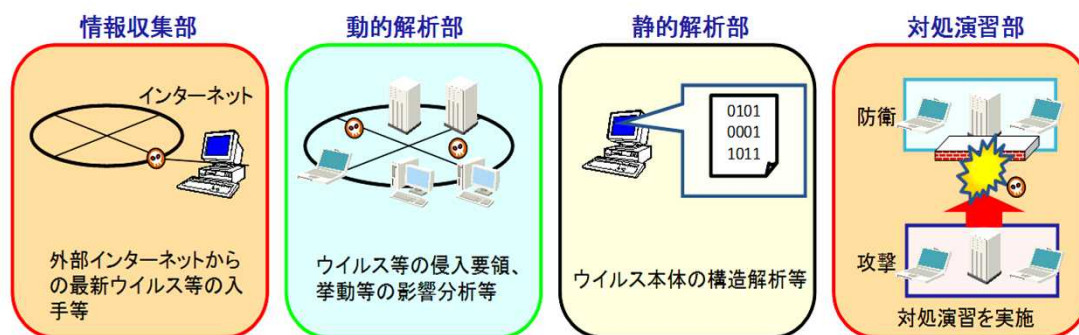 情報収集部
インターネット
外部インターネットから
の最新ウイルス等の入
手等
動的解析部
ウイルス等の侵入要領、
挙動等の影響分析等
静的解析部
0101
0001
1011
ウイルス本体の構造解析等
対処演習部
防衛
攻撃
対処演習を実施